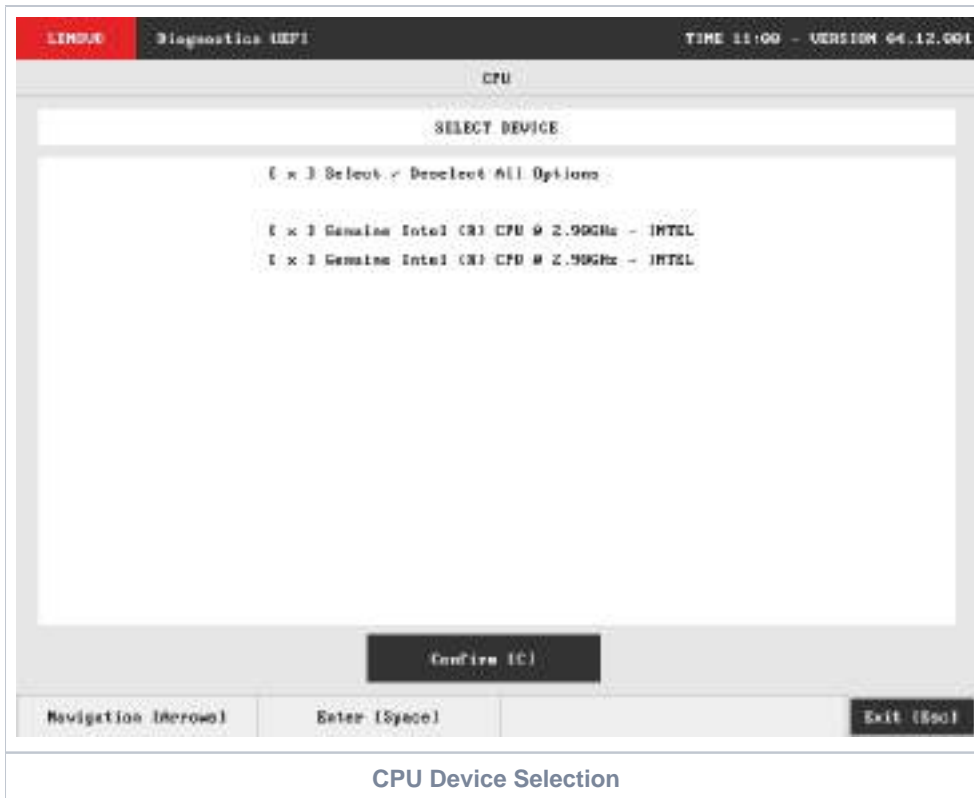 LENOVO Diagnostics UEFI TIME 11:00 - VERSION 04.12.001
CPU
SELECT DEVICE
[ x ] Select / Deselect All Options
[ x ] Genuine Intel (R) CPU @ 2.90GHz - INTEL
[ x ] Genuine Intel (R) CPU @ 2.90GHz - INTEL
Confirm [C]
Navigation [Arrows] Enter [Space] Exit [Esc]
CPU Device Selection